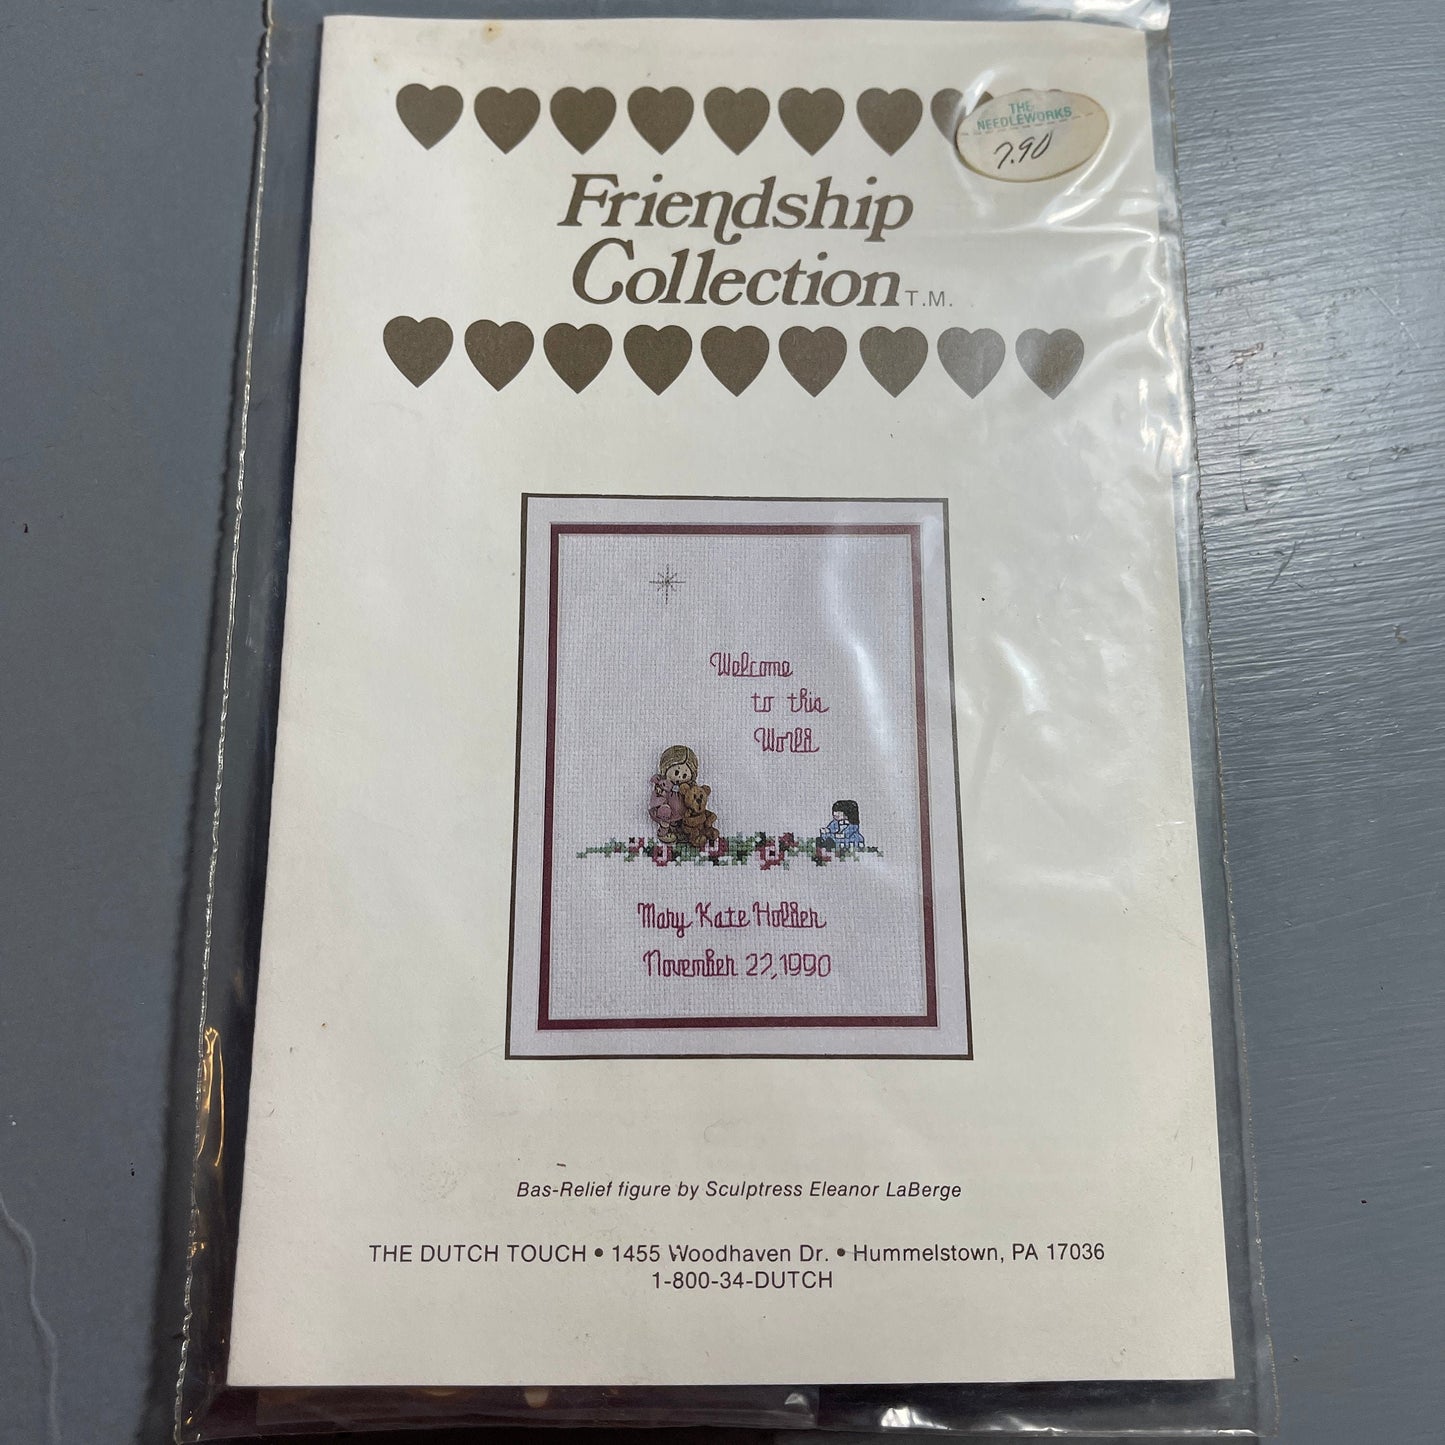 THE
NEEDLEWORKS
7.90
Friendship
Collection T.M.
Welcome
to this
World
Mary Kate Holder
November 22, 1990
Bas-Relief figure by Sculptress Eleanor LaBerge
THE DUTCH TOUCH • 1455 Woodhaven Dr. • Hummelstown, PA 17036
1-800-34-DUTCH